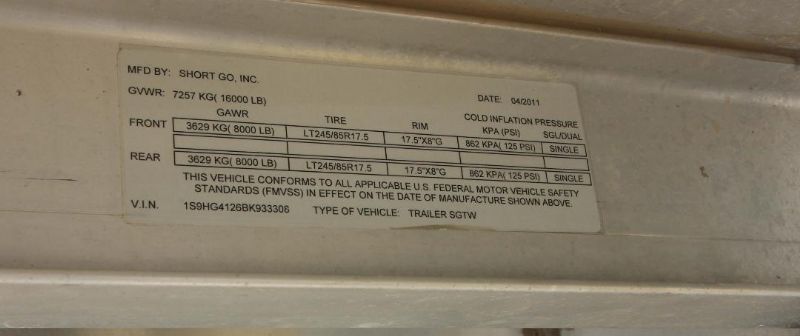 MFD BY: SHORT GO, INC.
GVWR: 7257 KG( 16000 LB) DATE: 04/2011
GAWR TIRE RIM COLD INFLATION PRESSURE
KPA (PSI) SGL/DUAL
FRONT 3629 KG( 8000 LB) LT245/85R17.5 17.5"X8"G 862 KPA( 125 PSI) SINGLE
REAR 3629 KG( 8000 LB) LT245/85R17.5 17.5"X8"G 862 KPA( 125 PSI) SINGLE
THIS VEHICLE CONFORMS TO ALL APPLICABLE U.S. FEDERAL MOTOR VEHICLE SAFETY
STANDARDS (FMVSS) IN EFFECT ON THE DATE OF MANUFACTURE SHOWN ABOVE.
V.I.N. 1S9HG4126BK933306 TYPE OF VEHICLE: TRAILER SGTW